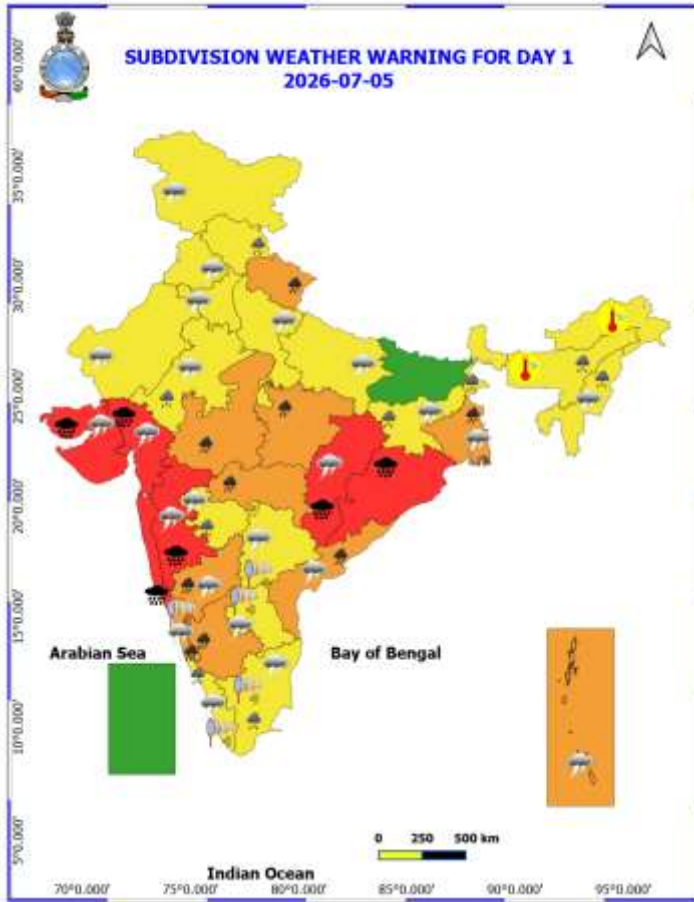 SUBDIVISION WEATHER WARNING FOR DAY 1
2026-07-05
40°0.000'
35°0.000'
30°0.000'
25°0.000'
20°0.000'
15°0.000'
10°0.000'
5°0.000'
Arabian Sea
Bay of Bengal
0 250 500 km
Indian Ocean
70°0.000' 75°0.000' 80°0.000' 85°0.000' 90°0.000' 95°0.000'